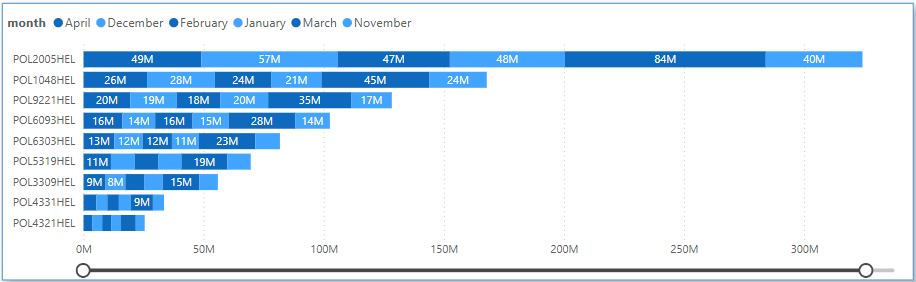 month April December February January March November
POL2005HEL 49M 57M 47M 48M 84M 40M
POL1048HEL 26M 28M 24M 21M 45M 24M
POL9221HEL 20M 19M 18M 20M 35M 17M
POL6093HEL 16M 14M 16M 15M 28M 14M
POL6303HEL 13M 12M 12M 11M 23M
POL5319HEL 11M 19M
POL3309HEL 9M 8M 15M
POL4331HEL 9M
POL4321HEL
0M 50M 100M 150M 200M 250M 300M